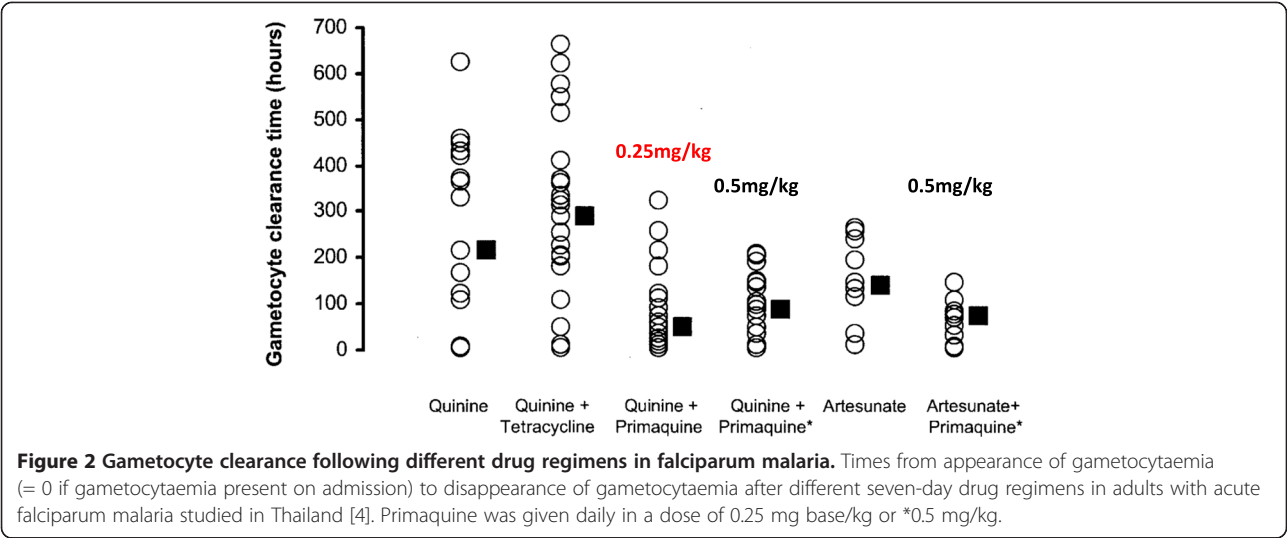 Gametocyte clearance time (hours)
700
600
500
400
300
200
100
0
0.25mg/kg
0.5mg/kg
0.5mg/kg
Quinine
Quinine +
Tetracycline
Quinine +
Primaquine
Quinine +
Primaquine*
Artesunate
Artesunate+
Primaquine*
Figure 2 Gametocyte clearance following different drug regimens in falciparum malaria. Times from appearance of gametocytaemia
(= 0 if gametocytaemia present on admission) to disappearance of gametocytaemia after different seven-day drug regimens in adults with acute
falciparum malaria studied in Thailand [4]. Primaquine was given daily in a dose of 0.25 mg base/kg or *0.5 mg/kg.